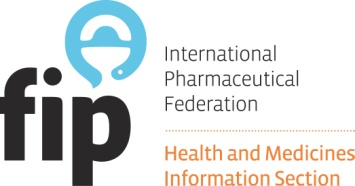 fip
International
Pharmaceutical
Federation
Health and Medicines
Information Section